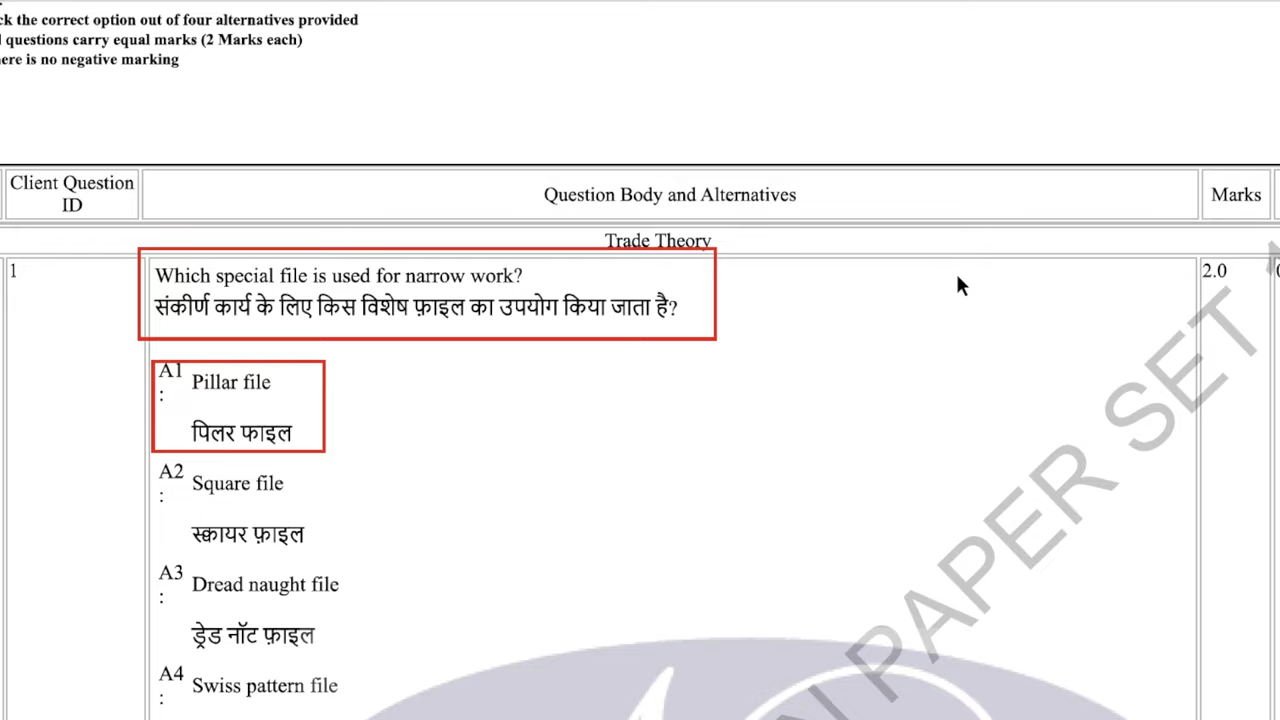 ck the correct option out of four alternatives provided
questions carry equal marks (2 Marks each)
ere is no negative marking
Client Question
ID
Question Body and Alternatives
Marks
Trade Theory
1
Which special file is used for narrow work?
संकीर्ण कार्य के लिए किस विशेष फ़ाइल का उपयोग किया जाता है?
2.0
A1
:
Pillar file
पिलर फाइल
A2
:
Square file
स्क्वायर फ़ाइल
A3
:
Dread naught file
ड्रेड नॉट फ़ाइल
A4
:
Swiss pattern file
N PAPER SET